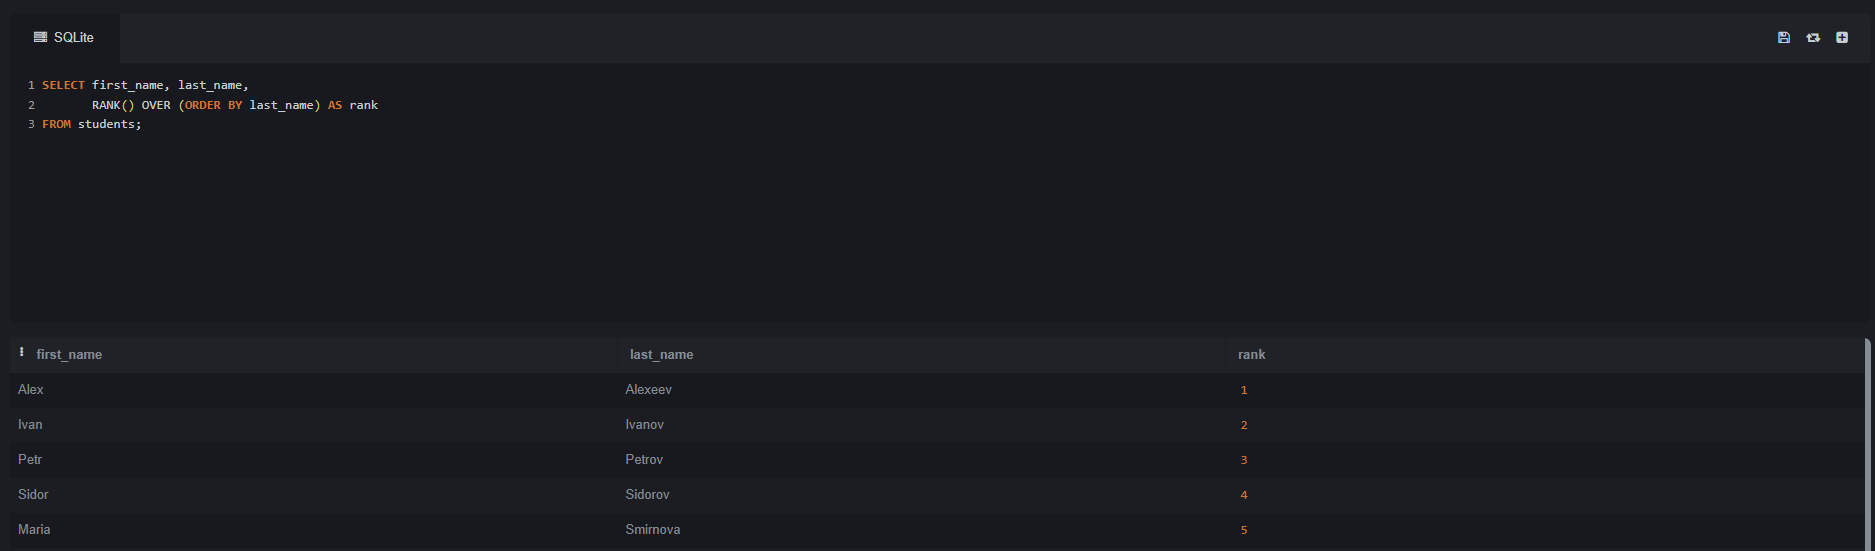 SQLite
1 SELECT first_name, last_name,
2 RANK() OVER (ORDER BY last_name) AS rank
3 FROM students;
first_name last_name rank
Alex Alexeev 1
Ivan Ivanov 2
Petr Petrov 3
Sidor Sidorov 4
Maria Smirnova 5